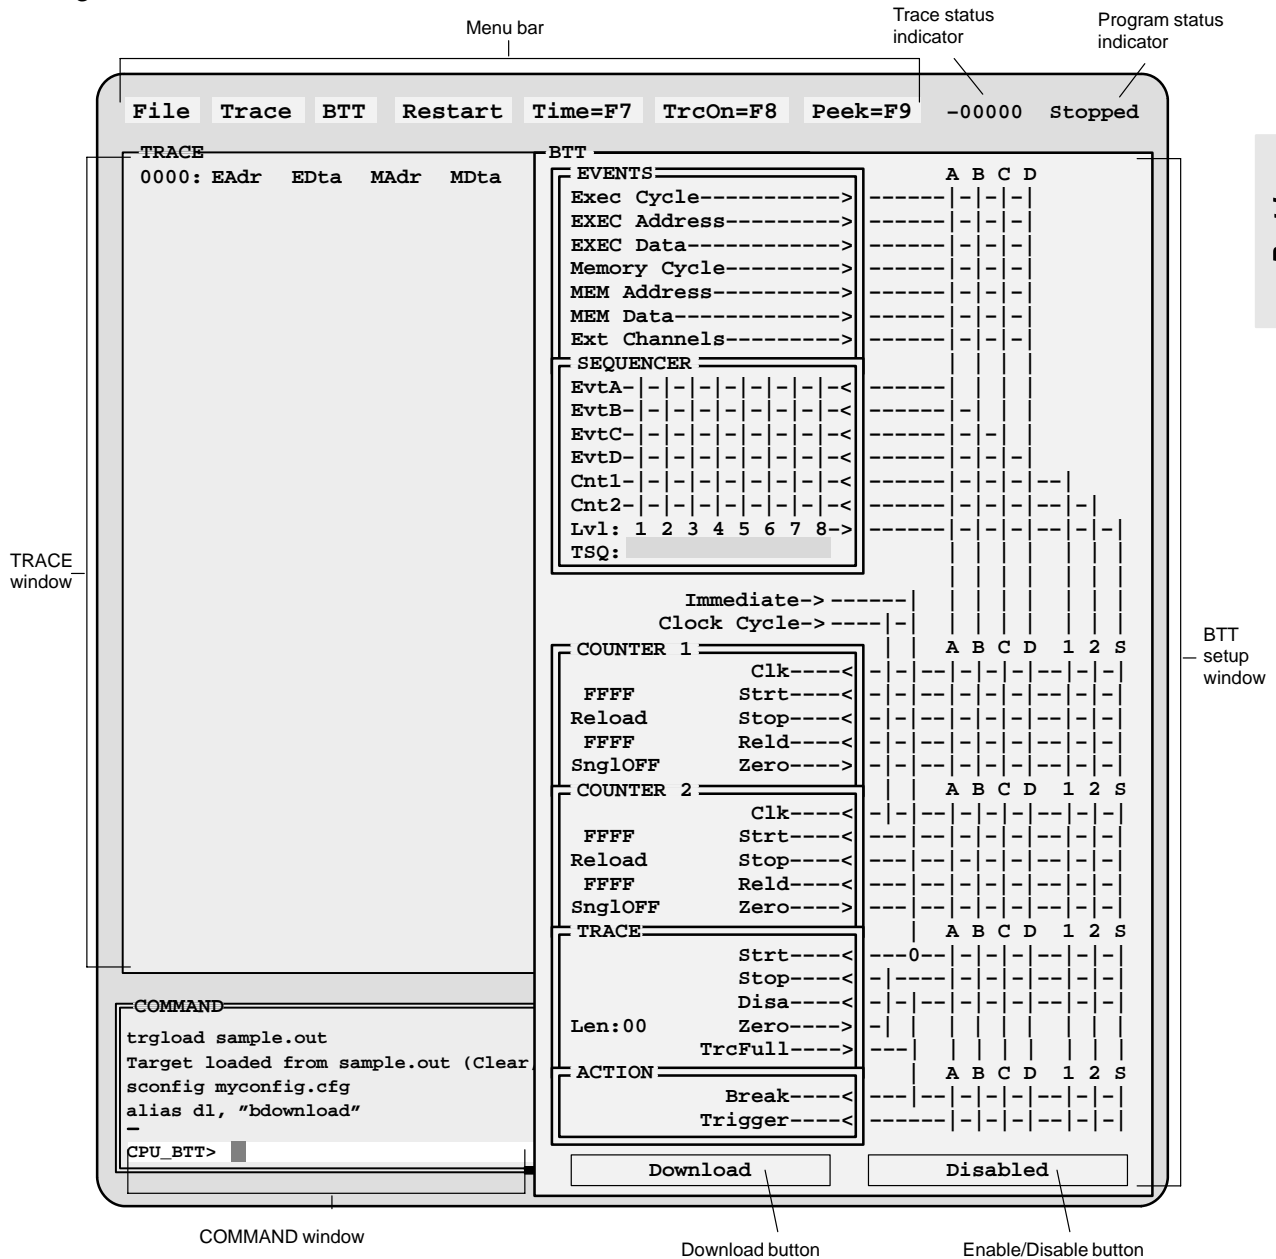 Menu bar
Trace status
indicator
Program status
indicator
File Trace BTT Restart Time=F7 TrcOn=F8 Peek=F9 -00000 Stopped
TRACE
0000: EAdr EDta MAdr MDta
BTT
EVENTS A B C D
Exec Cycle-----------> ------|-|-|-|
EXEC Address---------> ------|-|-|-|
EXEC Data------------> ------|-|-|-|
Memory Cycle---------> ------|-|-|-|
MEM Address----------> ------|-|-|-|
MEM Data-------------> ------|-|-|-|
Ext Channels---------> ------|-|-|-|
SEQUENCER
EvtA-|-|-|-|-|-|-|-|-< ------| | | |
EvtB-|-|-|-|-|-|-|-|-< ------|-| | |
EvtC-|-|-|-|-|-|-|-|-< ------|-|-| |
EvtD-|-|-|-|-|-|-|-|-< ------|-|-|-|
Cnt1-|-|-|-|-|-|-|-|-< ------|-|-|-|--|
Cnt2-|-|-|-|-|-|-|-|-< ------|-|-|-|--|-|
Lvl: 1 2 3 4 5 6 7 8-> ------|-|-|-|--|-|-|
TSQ:
Immediate-> ------|
Clock Cycle-> ----|-|
COUNTER 1 A B C D 1 2 S
Clk----< -|-|--|-|-|-|--|-|-|
FFFF Strt----< -|-|--|-|-|-|--|-|-|
Reload Stop----< -|-|--|-|-|-|--|-|-|
FFFF Reld----< -|-|--|-|-|-|--|-|-|
SnglOFF Zero----> -|-|--|-|-|-|--|-|-|
COUNTER 2 A B C D 1 2 S
Clk----< -|-|--|-|-|-|--|-|-|
FFFF Strt----< ---|--|-|-|-|--|-|-|
Reload Stop----< ---|--|-|-|-|--|-|-|
FFFF Reld----< ---|--|-|-|-|--|-|-|
SnglOFF Zero----> ---|--|-|-|-|--|-|-|
TRACE A B C D 1 2 S
Strt----< ---0--|-|-|-|--|-|-|
Stop----< -|----|-|-|-|--|-|-|
Disa----< -|-|--|-|-|-|--|-|-|
Len:00 Zero----> -|
TrcFull----> ---|
ACTION A B C D 1 2 S
Break----< ---|--|-|-|-|--|-|-|
Trigger----< ------|-|-|-|--|-|-|
Download Disabled
COMMAND
trgload sample.out
Target loaded from sample.out (Clear,
sconfig myconfig.cfg
alias dl, ”bdownload”
CPU_BTT>
TRACE
window
BTT
setup
window
COMMAND window
Download button
Enable/Disable button